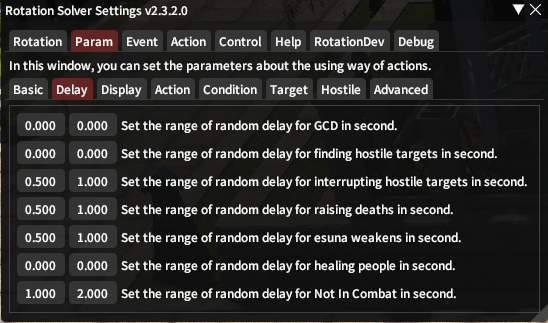 Rotation Solver Settings v2.3.2.0
Rotation Param Event Action Control Help RotationDev Debug
In this window, you can set the parameters about the using way of actions.
Basic Delay Display Action Condition Target Hostile Advanced
0.000 0.000 Set the range of random delay for GCD in second.
0.000 0.000 Set the range of random delay for finding hostile targets in second.
0.500 1.000 Set the range of random delay for interrupting hostile targets in second.
0.500 1.000 Set the range of random delay for raising deaths in second.
0.500 1.000 Set the range of random delay for esuna weakens in second.
0.000 0.000 Set the range of random delay for healing people in second.
1.000 2.000 Set the range of random delay for Not In Combat in second.